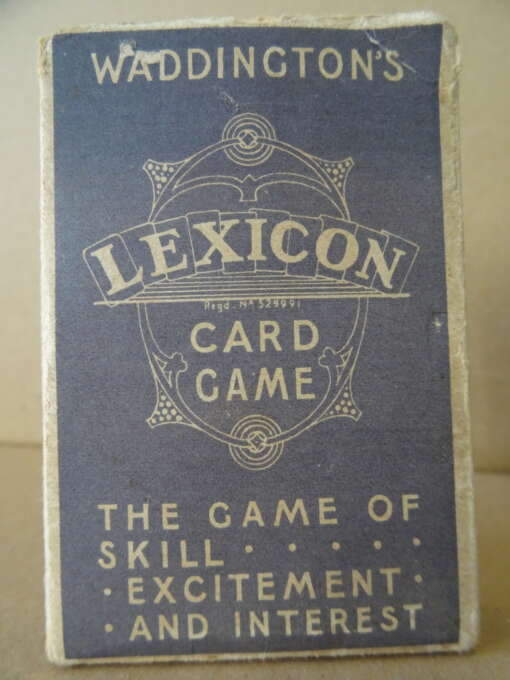 WADDINGTON'S
LEXICON
Regd. No 529991
CARD
GAME
THE GAME OF
SKILL · · · · ·
· EXCITEMENT ·
· AND INTEREST